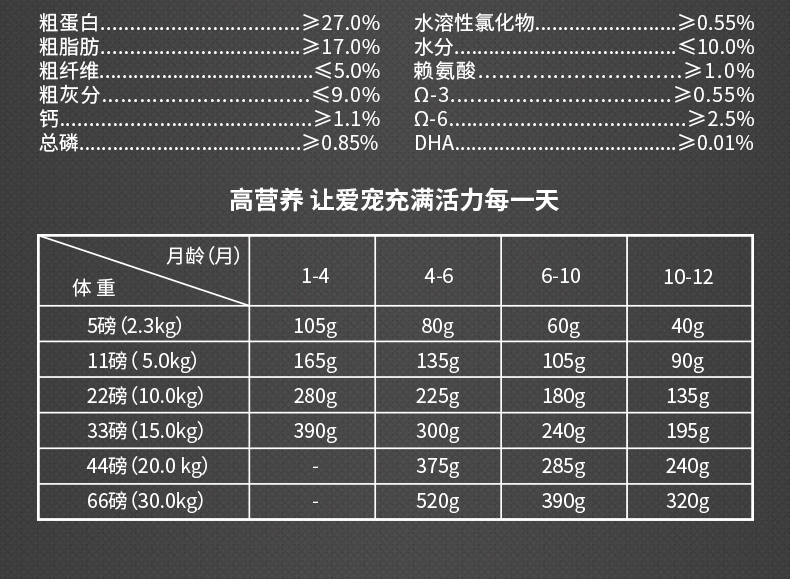 粗蛋白..................................≥27.0%
粗脂肪..................................≥17.0%
粗纤维.....................................≤5.0%
粗灰分..................................≤9.0%
钙...........................................≥1.1%
总磷......................................≥0.85%
水溶性氯化物.........................≥0.55%
水分......................................≤10.0%
赖氨酸.................................≥1.0%
Ω-3.....................................≥0.55%
Ω-6.......................................≥2.5%
DHA......................................≥0.01%
高营养 让爱宠充满活力每一天
月龄(月) 体 重 1-4 4-6 6-10 10-12
5磅(2.3kg) 105g 80g 60g 40g
11磅( 5.0kg) 165g 135g 105g 90g
22磅(10.0kg) 280g 225g 180g 135g
33磅(15.0kg) 390g 300g 240g 195g
44磅(20.0 kg) - 375g 285g 240g
66磅(30.0kg) - 520g 390g 320g